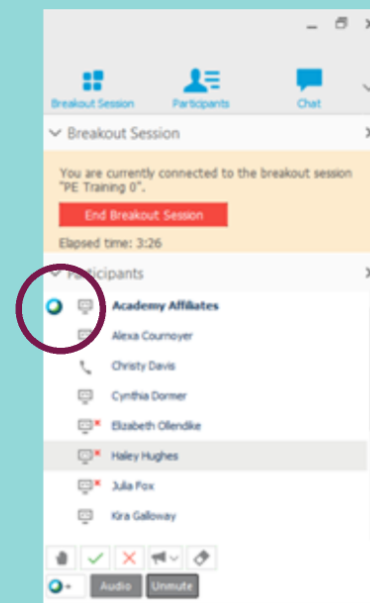 Breakout Session Participants Chat
Breakout Session
You are currently connected to the breakout session
"PE Training 0".
End Breakout Session
Elapsed time: 3:26
Participants
Academy Affiliates
Alexa Cournoyer
Christy Davis
Cynthia Dormer
Elizabeth Ollendike
Haley Hughes
Julia Fox
Kira Galloway
Audio Unmute